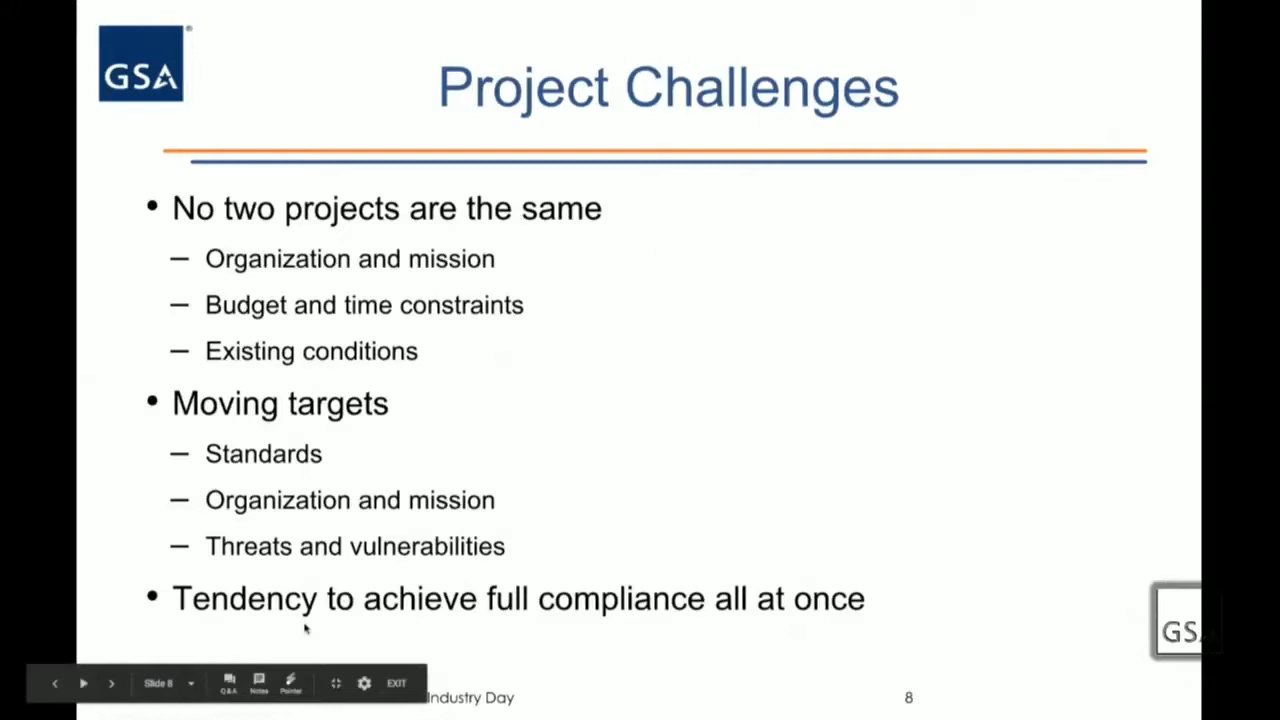 GSA
®
Project Challenges
• No two projects are the same
– Organization and mission
– Budget and time constraints
– Existing conditions
• Moving targets
– Standards
– Organization and mission
– Threats and vulnerabilities
• Tendency to achieve full compliance all at once
GSA
Slide 8
Q&A
Notes
Pointer
EXIT
Industry Day
8